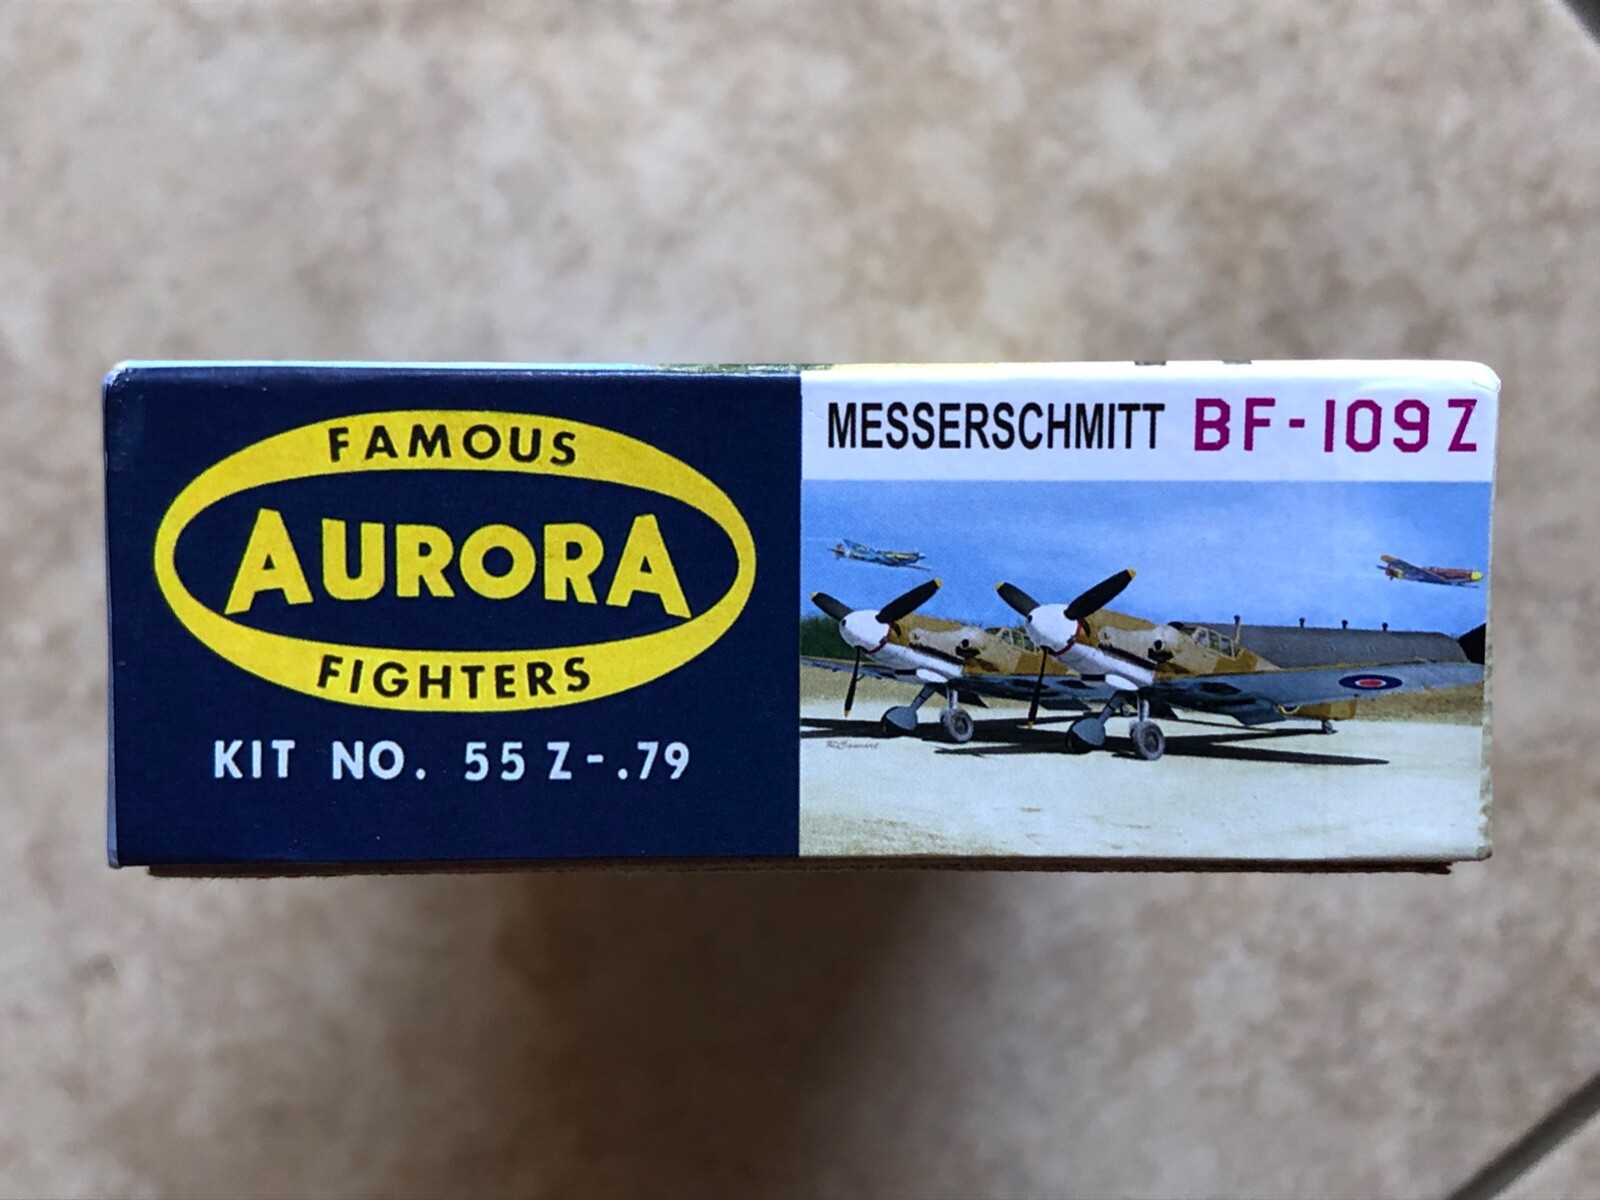 FAMOUS
AURORA
FIGHTERS
KIT NO. 55 Z-.79
MESSERSCHMITT BF-109Z